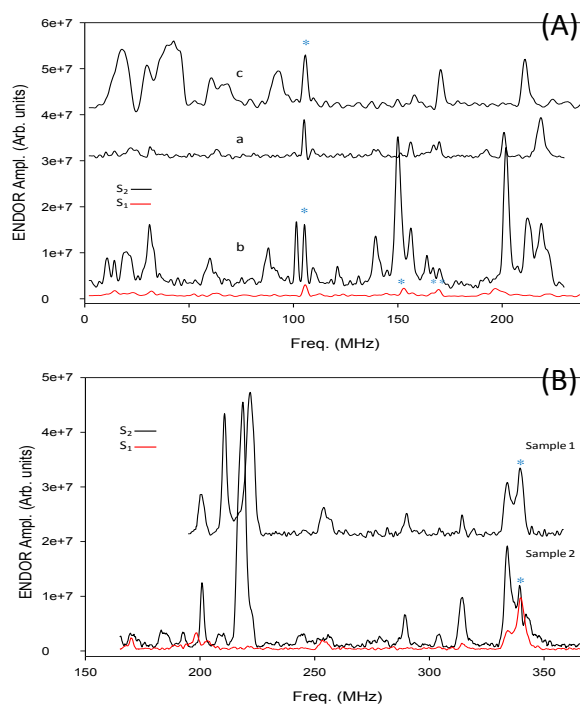 (A)
6e+7
5e+7
4e+7
3e+7
2e+7
1e+7
0
ENDOR Ampl. (Arb. units)
*
c
a
S₂
S₁
*
b
*
**
0
50
100
150
200
Freq. (MHz)
(B)
5e+7
4e+7
3e+7
2e+7
1e+7
0
ENDOR Ampl. (Arb. units)
S₂
S₁
Sample 1
*
Sample 2
*
150
200
250
300
350
Freq. (MHz)